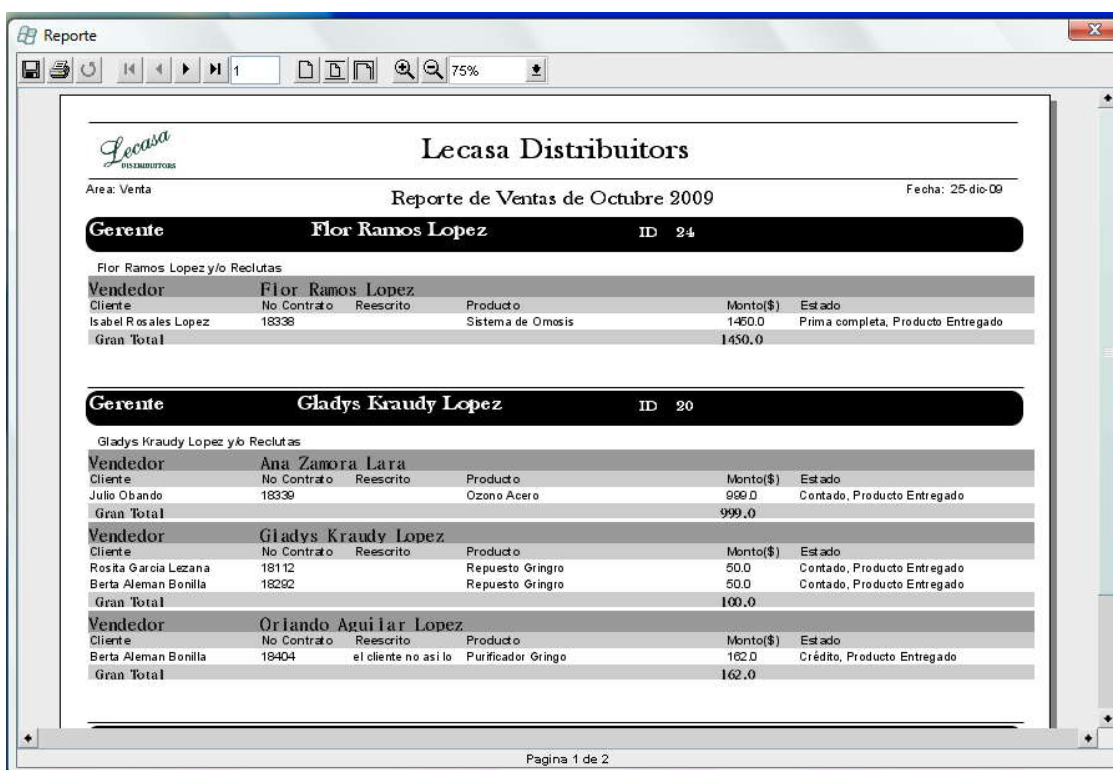 Reporte
1 75%
Lecasa
DISTRIBUITORS
Lecasa Distribuitors
Area: Venta
Fecha: 25-dic-09
Reporte de Ventas de Octubre 2009
Gerente Flor Ramos Lopez ID 24
Flor Ramos Lopez y/o Reclutas
Vendedor Flor Ramos Lopez
Cliente No Contrato Reescrito Producto Monto($) Estado
Isabel Rosales Lopez 18338 Sistema de Omosis 1450.0 Prima completa, Producto Entregado
Gran Total 1450.0
Gerente Gladys Kraudy Lopez ID 20
Gladys Kraudy Lopez y/o Reclutas
Vendedor Ana Zamora Lara
Cliente No Contrato Reescrito Producto Monto($) Estado
Julio Obando 18339 Ozono Acero 999.0 Contado, Producto Entregado
Gran Total 999.0
Vendedor Gladys Kraudy Lopez
Cliente No Contrato Reescrito Producto Monto($) Estado
Rosita Garcia Lezana 18112 Repuesto Gringro 50.0 Contado, Producto Entregado
Berta Aleman Bonilla 18292 Repuesto Gringro 50.0 Contado, Producto Entregado
Gran Total 100.0
Vendedor Orlando Aguilar Lopez
Cliente No Contrato Reescrito Producto Monto($) Estado
Berta Aleman Bonilla 18404 el cliente no asi lo Purificador Gringo 162.0 Crédito, Producto Entregado
Gran Total 162.0
Pagina 1 de 2